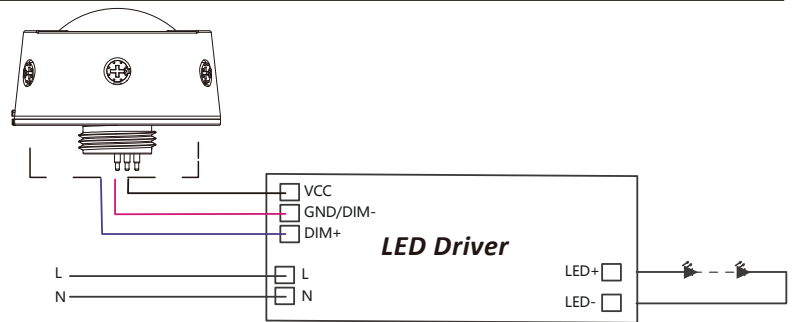 VCC
GND/DIM-
DIM+
LED Driver
L
L
LED+
N
N
LED-